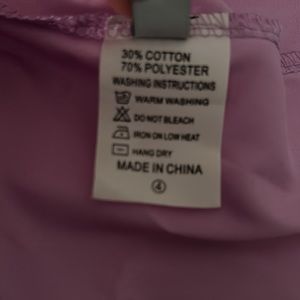 30% COTTON
70% POLYESTER
WASHING INSTRUCTIONS
WARM WASHING
DO NOT BLEACH
IRON ON LOW HEAT
HANG DRY
MADE IN CHINA
④